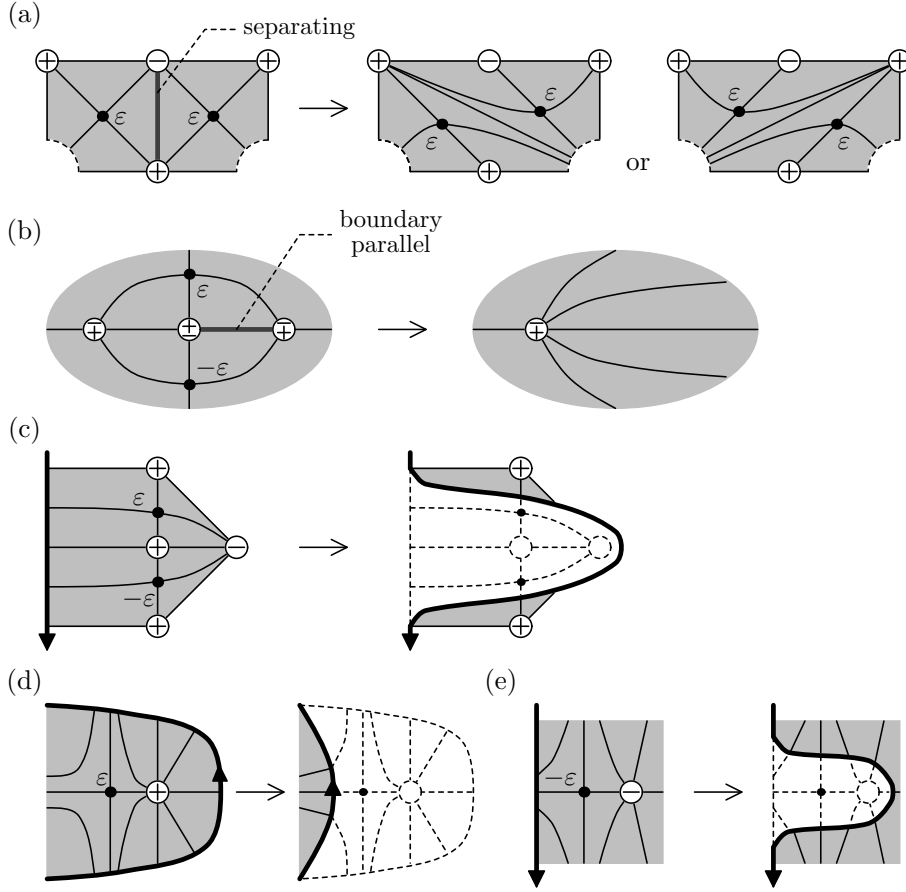 (a)
separating
+ − +
ε ε
+
+ − +
ε
ε
+
or
− +
+ ε
ε
+
(b)
boundary
parallel
ε
∓ ± ∓
−ε
∓
(c)
+
ε
+ −
−ε
+
+
+
(d)
ε +
(e)
−ε −